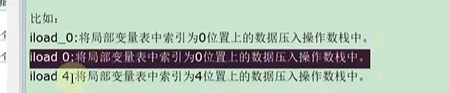 比如:
iload_0:将局部变量表中索引为0位置上的数据压入操作数栈中。
iload 0:将局部变量表中索引为0位置上的数据压入操作数栈中。
iload 4:将局部变量表中索引为4位置上的数据压入操作数栈中。